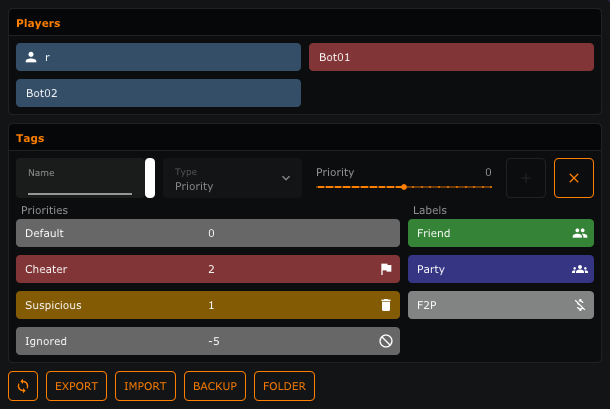 Players
r
Bot01
Bot02
Tags
Name
Type
Priority
Priority 0
Priorities
Labels
Default 0
Friend
Cheater 2
Party
Suspicious 1
F2P
Ignored -5
EXPORT
IMPORT
BACKUP
FOLDER